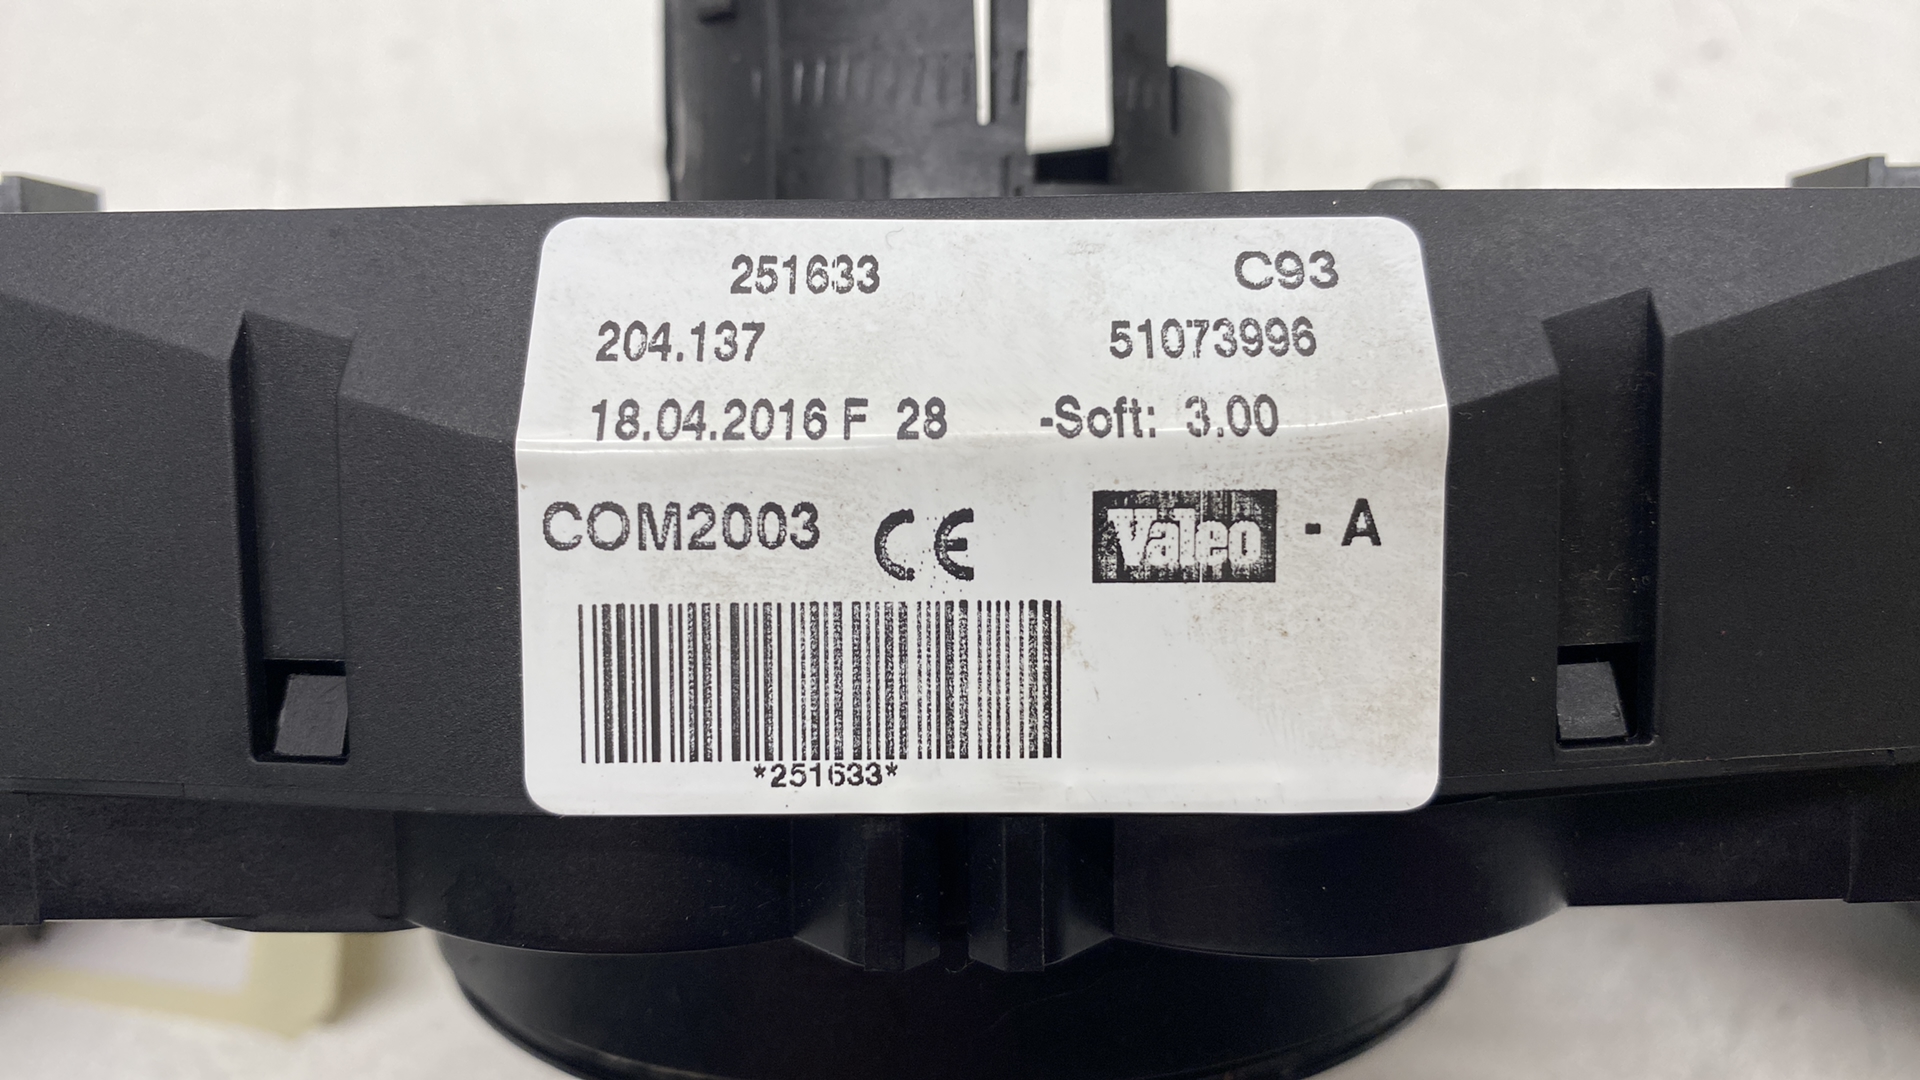 251633 C93
204.137 51073996
18.04.2016 F 28 -Soft: 3.00
COM2003 CE Valeo - A
*251633*